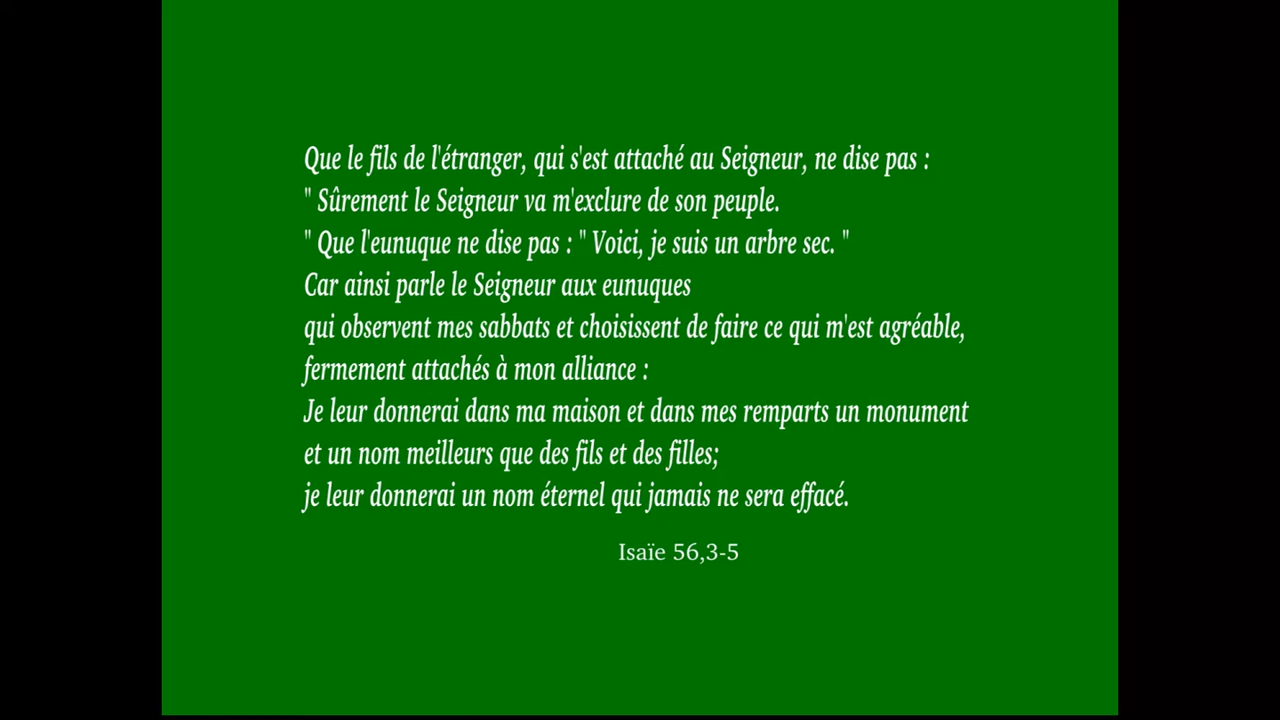 Que le fils de l'étranger, qui s'est attaché au Seigneur, ne dise pas :
" Sûrement le Seigneur va m'exclure de son peuple.
" Que l'eunuque ne dise pas : " Voici, je suis un arbre sec. "
Car ainsi parle le Seigneur aux eunuques
qui observent mes sabbats et choisissent de faire ce qui m'est agréable,
fermement attachés à mon alliance :
Je leur donnerai dans ma maison et dans mes remparts un monument
et un nom meilleurs que des fils et des filles;
je leur donnerai un nom éternel qui jamais ne sera effacé.
Isaïe 56,3-5